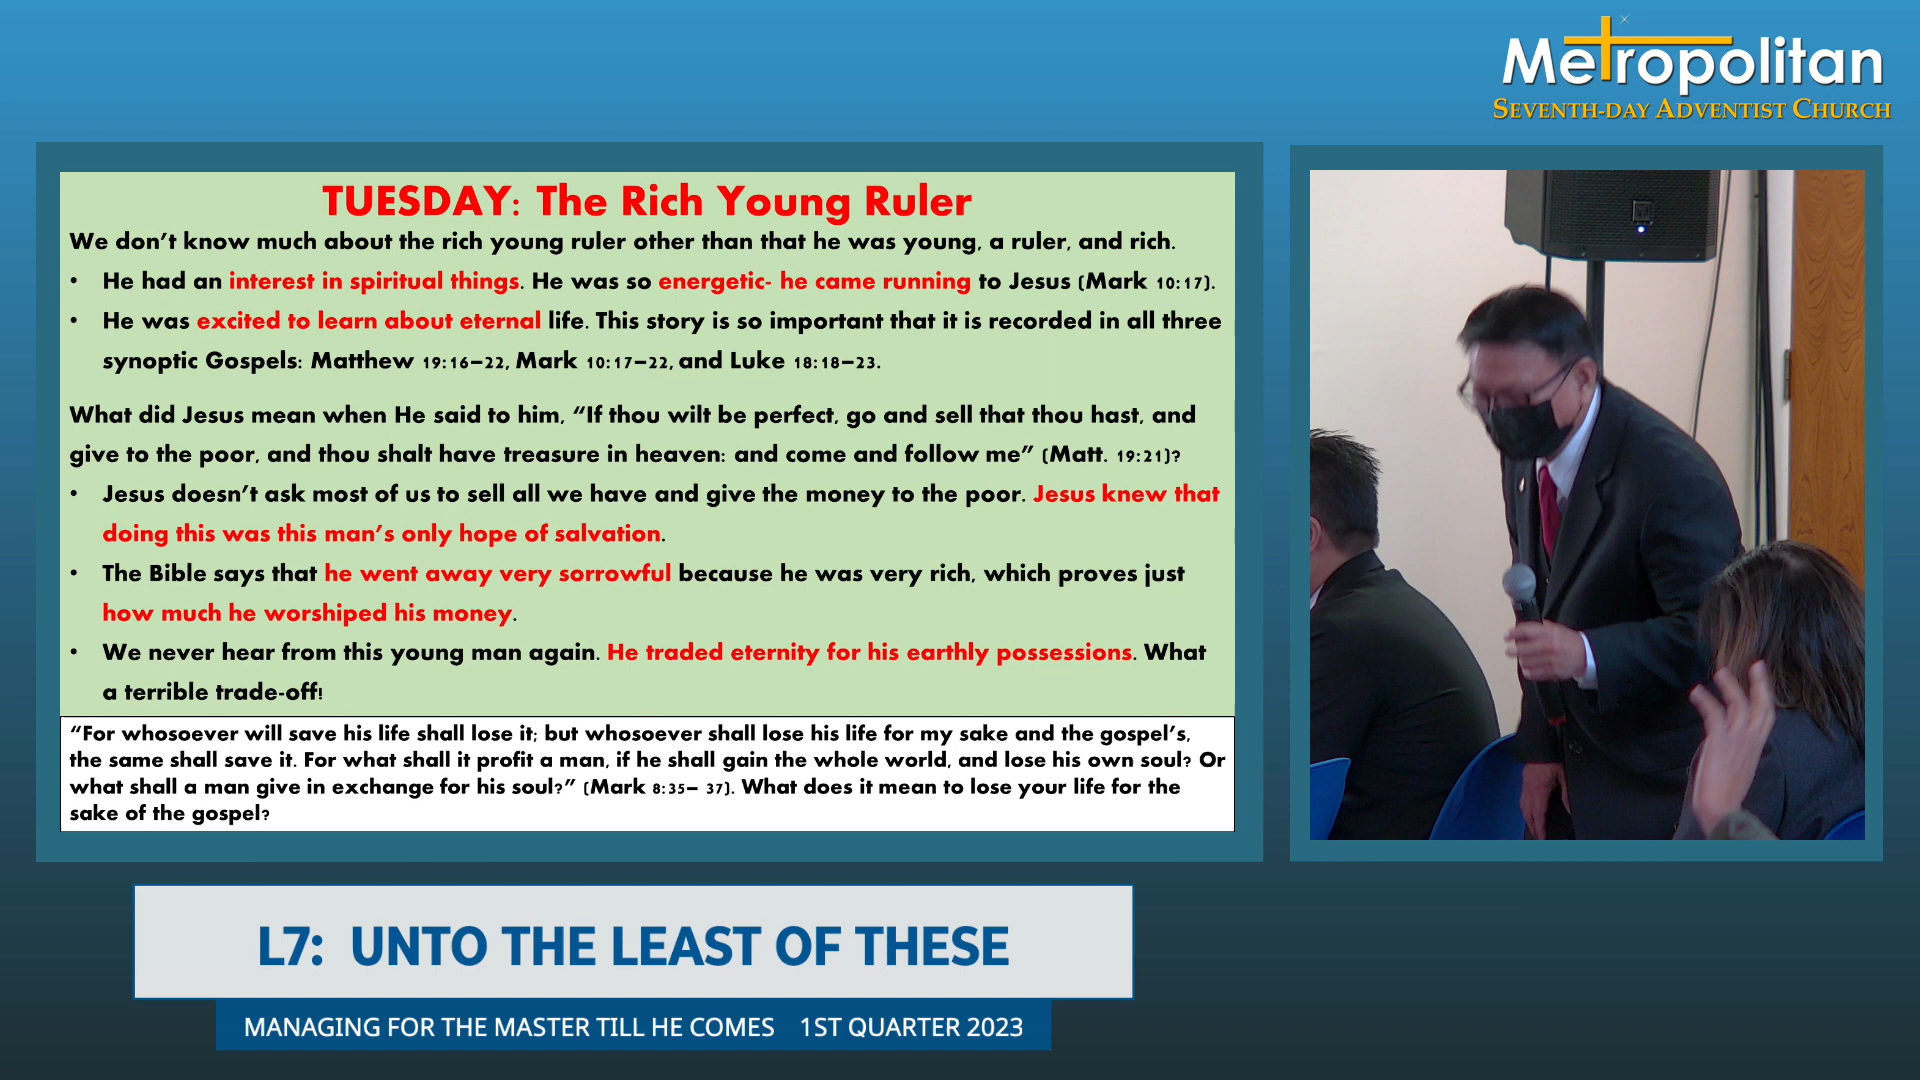 Metropolitan
SEVENTH-DAY ADVENTIST CHURCH
TUESDAY: The Rich Young Ruler
We don't know much about the rich young ruler other than that he was young, a ruler, and rich.
• He had an interest in spiritual things. He was so energetic- he came running to Jesus (Mark 10:17).
• He was excited to learn about eternal life. This story is so important that it is recorded in all three
synoptic Gospels: Matthew 19:16–22, Mark 10:17–22, and Luke 18:18–23.
What did Jesus mean when He said to him, “If thou wilt be perfect, go and sell that thou hast, and
give to the poor, and thou shalt have treasure in heaven: and come and follow me” (Matt. 19:21)?
• Jesus doesn't ask most of us to sell all we have and give the money to the poor. Jesus knew that
doing this was this man's only hope of salvation.
• The Bible says that he went away very sorrowful because he was very rich, which proves just
how much he worshiped his money.
• We never hear from this young man again. He traded eternity for his earthly possessions. What
a terrible trade-off!
“For whosoever will save his life shall lose it; but whosoever shall lose his life for my sake and the gospel's,
the same shall save it. For what shall it profit a man, if he shall gain the whole world, and lose his own soul? Or
what shall a man give in exchange for his soul?” (Mark 8:35– 37). What does it mean to lose your life for the
sake of the gospel?
L7: UNTO THE LEAST OF THESE
MANAGING FOR THE MASTER TILL HE COMES 1ST QUARTER 2023